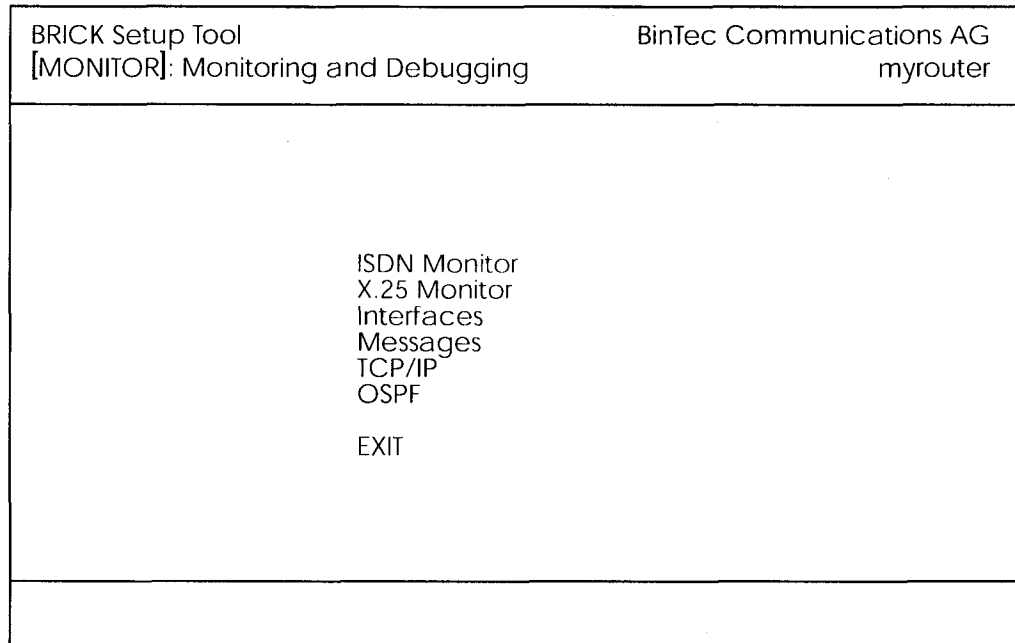 BRICK Setup Tool BinTec Communications AG
[MONITOR]: Monitoring and Debugging myrouter
ISDN Monitor
X.25 Monitor
Interfaces
Messages
TCP/IP
OSPF
EXIT